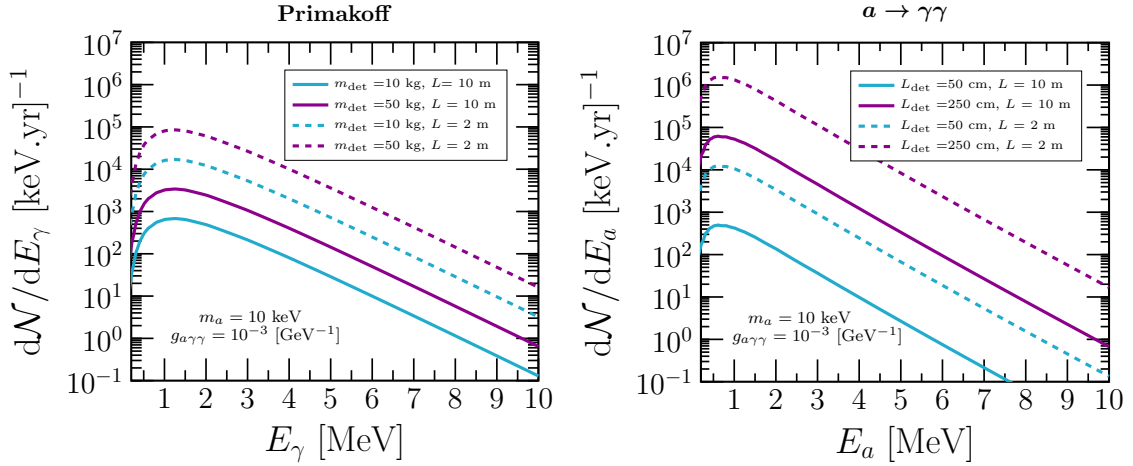 Primakoff
dN/dE_γ [keV.yr]^{-1}
10^7
10^6
10^5
10^4
10^3
10^2
10^1
10^0
10^{-1}
m_det =10 kg, L= 10 m
m_det =50 kg, L = 10 m
m_det =10 kg, L = 2 m
m_det =50 kg, L = 2 m
m_a = 10 keV
g_{aγγ} = 10^{-3} [GeV^{-1}]
1 2 3 4 5 6 7 8 9 10
E_γ [MeV]
a → γγ
dN/dE_a [keV.yr]^{-1}
10^7
10^6
10^5
10^4
10^3
10^2
10^1
10^0
10^{-1}
L_det =50 cm, L = 10 m
L_det =250 cm, L = 10 m
L_det =50 cm, L = 2 m
L_det =250 cm, L = 2 m
m_a = 10 keV
g_{aγγ} = 10^{-3} [GeV^{-1}]
1 2 3 4 5 6 7 8 9 10
E_a [MeV]